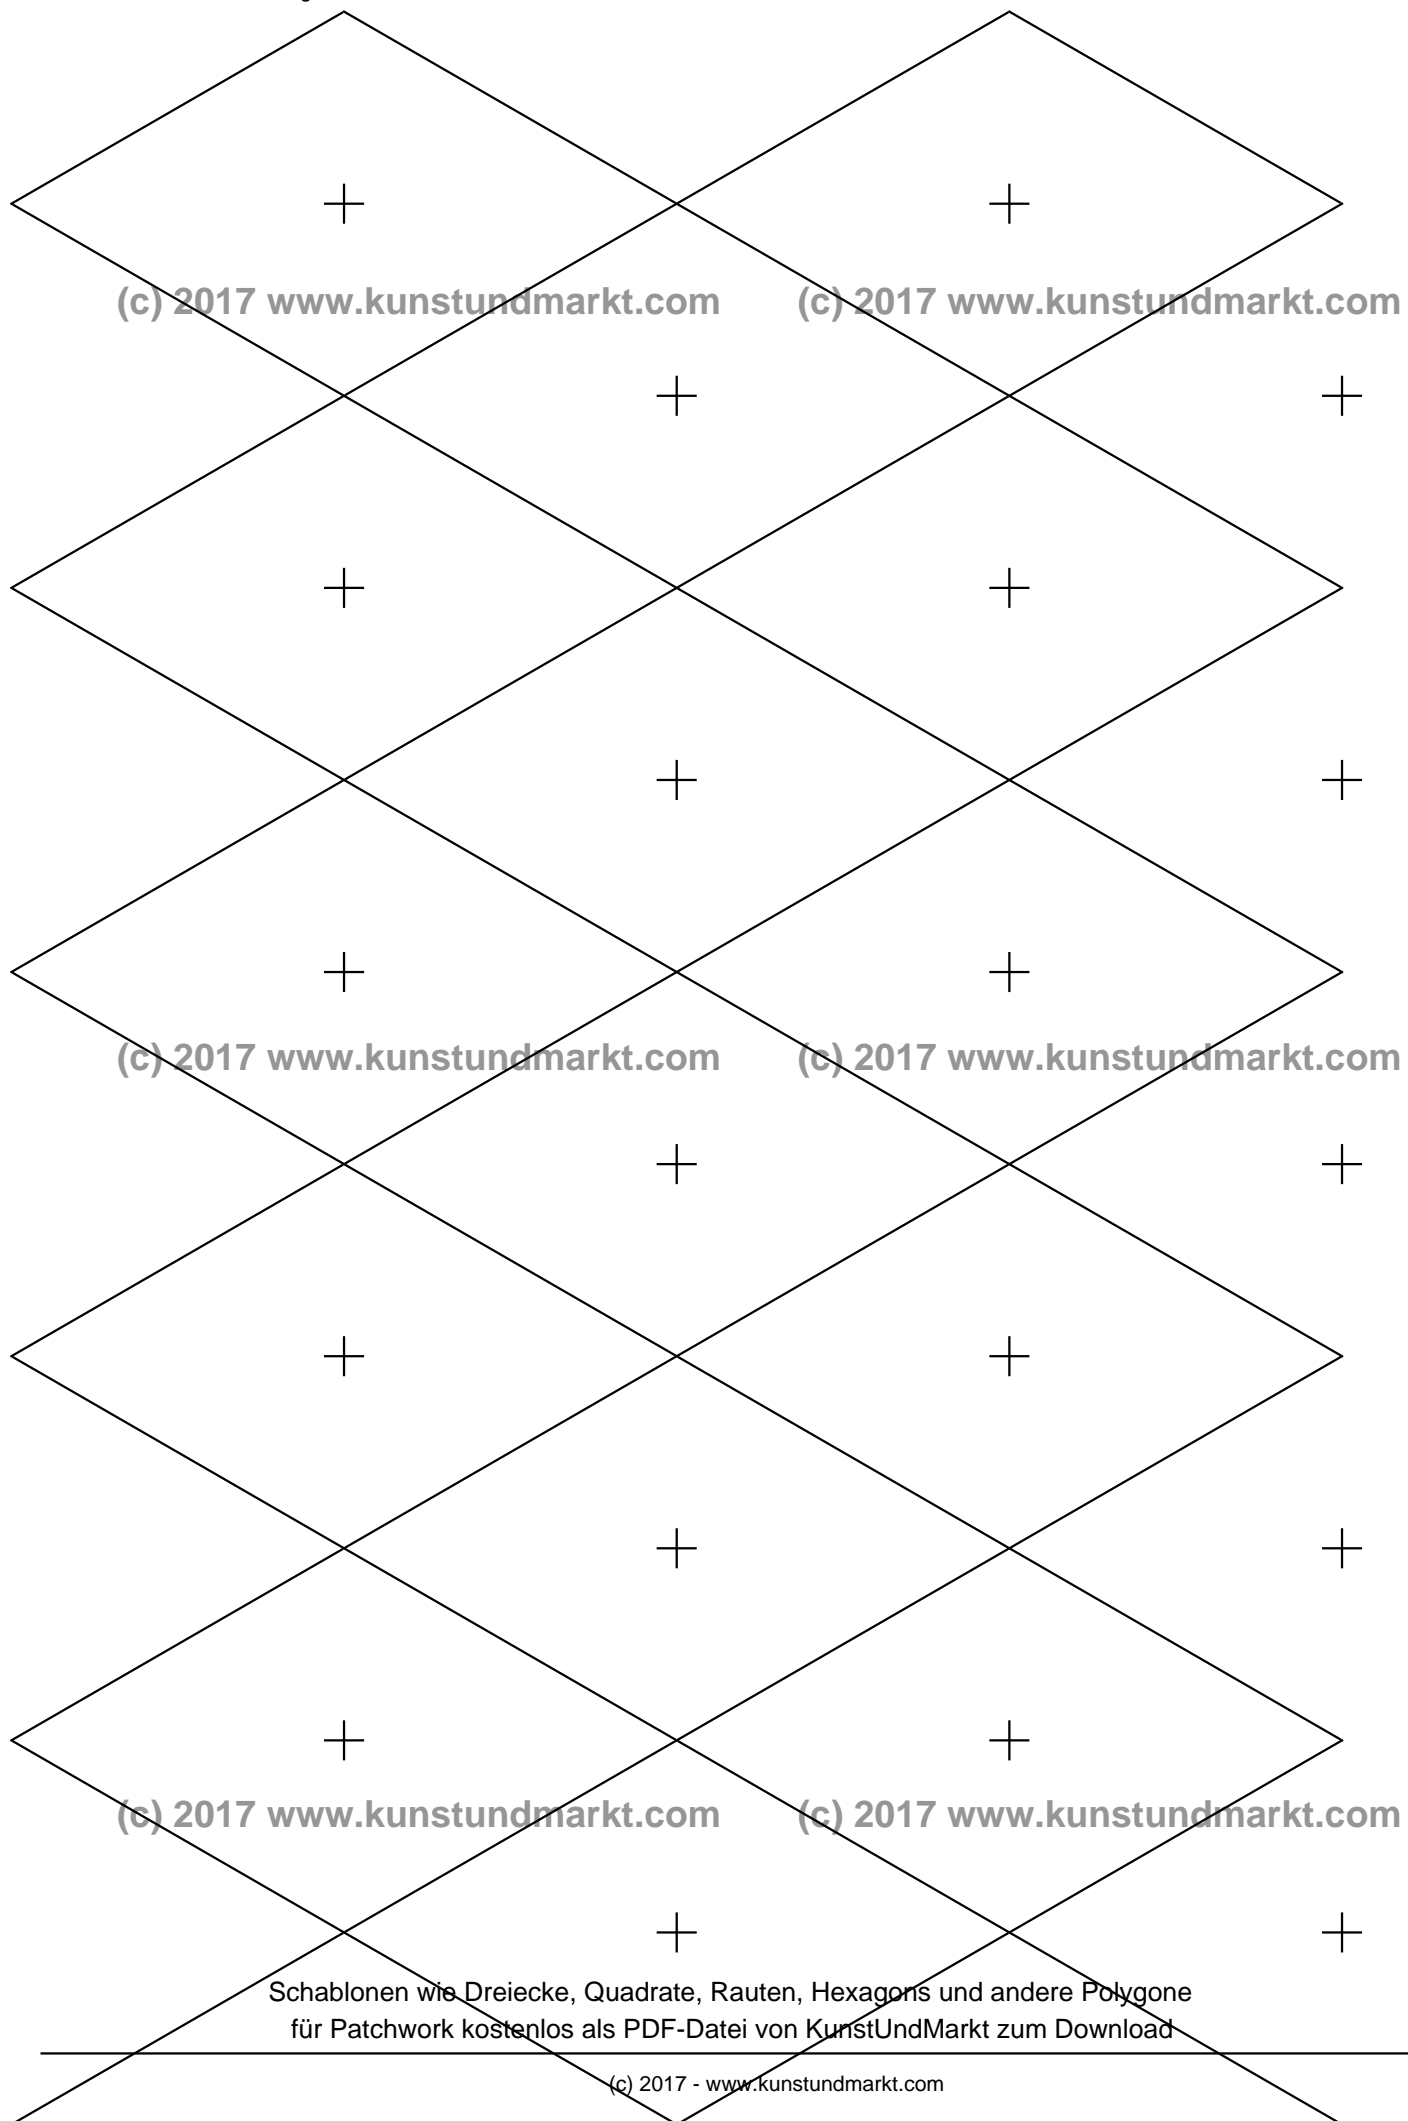 (c) 2017 www.kunstundmarkt.com (c) 2017 www.kunstundmarkt.com
(c) 2017 www.kunstundmarkt.com (c) 2017 www.kunstundmarkt.com
(c) 2017 www.kunstundmarkt.com (c) 2017 www.kunstundmarkt.com
Schablonen wie Dreiecke, Quadrate, Rauten, Hexagons und andere Polygone
für Patchwork kostenlos als PDF-Datei von KunstUndMarkt zum Download
(c) 2017 - www.kunstundmarkt.com